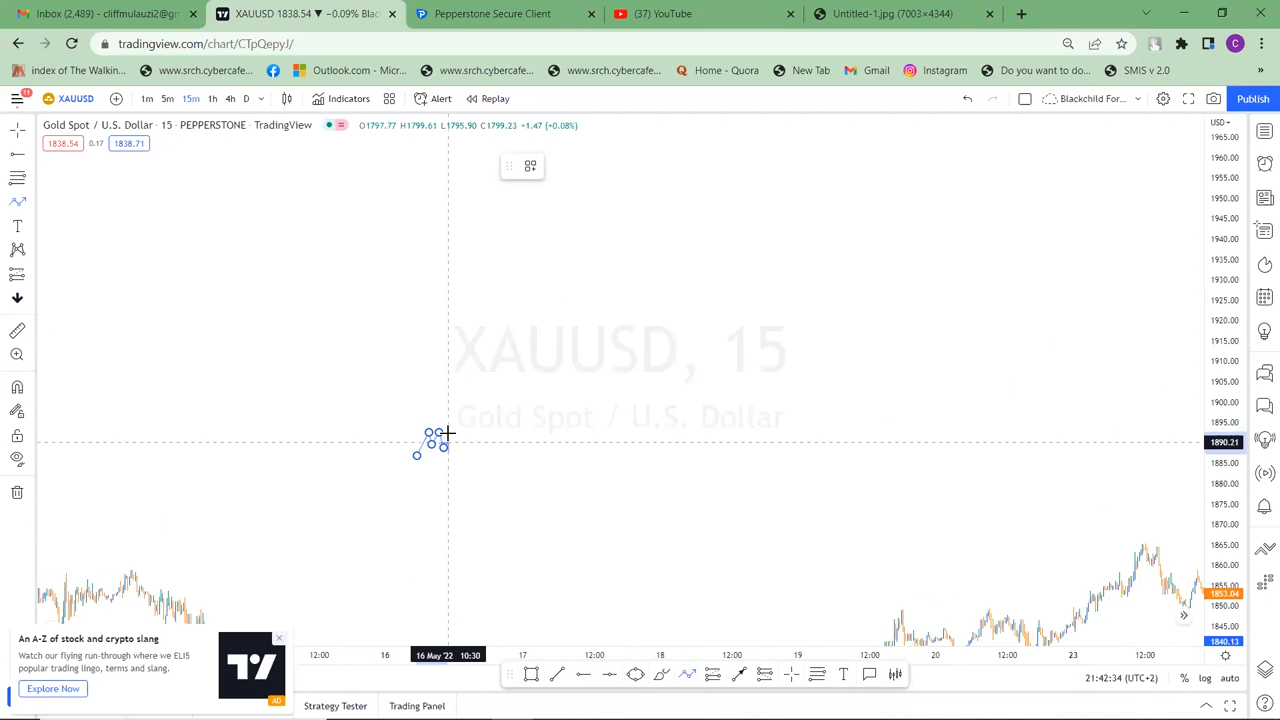 Inbox (2,489) - cliffmulauzi2@gm
XAUUSD 1838.54 ▼ −0.09% Blac
Pepperstone Secure Client
(37) YouTube
Untitled-1.jpg (7003×4344)
tradingview.com/chart/CTpQepyJ/
C
index of The Walkin...
www.srch.cybercafe...
Outlook.com - Micr...
www.srch.cybercafe...
www.srch.cybercafe...
Home - Quora
New Tab
Gmail
Instagram
Do you want to do...
SMIS v 2.0
»
11
XAUUSD
1m 5m 15m 1h 4h D
Indicators
Alert
Replay
Blackchild For...
Publish
Gold Spot / U.S. Dollar · 15 · PEPPERSTONE · TradingView
O1797.77 H1799.61 L1795.90 C1799.23 +1.47 (+0.08%)
USD
1838.54 0.17 1838.71
1965.00
1960.00
1955.00
1950.00
1945.00
1940.00
1935.00
1930.00
1925.00
1920.00
1915.00
1910.00
1905.00
1900.00
1895.00
1890.21
1885.00
1880.00
1875.00
1870.00
1865.00
1860.00
1855.00
1853.04
1850.00
1845.00
1840.13
XAUUSD, 15
Gold Spot / U.S. Dollar
An A-Z of stock and crypto slang
Watch our flying run-through where we ELI5
popular trading lingo, terms and slang.
Explore Now
AD
12:00 16 16 May '22 10:30 17 12:00 18 12:00 19 12:00 20 12:00 23 12:00
21:42:34 (UTC+2)
% log auto
Strategy Tester
Trading Panel